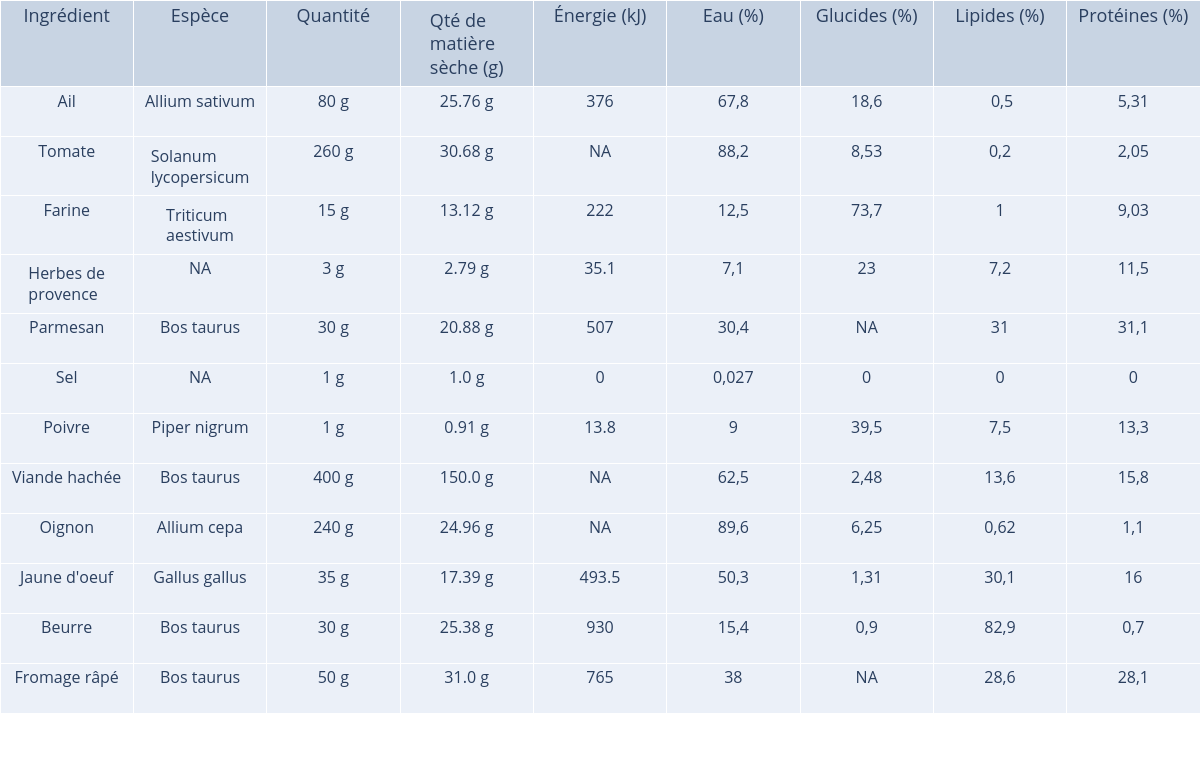 Ingrédient Espèce Quantité Qté de matière sèche (g) Énergie (kJ) Eau (%) Glucides (%) Lipides (%) Protéines (%)
Ail Allium sativum 80 g 25.76 g 376 67,8 18,6 0,5 5,31
Tomate Solanum lycopersicum 260 g 30.68 g NA 88,2 8,53 0,2 2,05
Farine Triticum aestivum 15 g 13.12 g 222 12,5 73,7 1 9,03
Herbes de provence NA 3 g 2.79 g 35.1 7,1 23 7,2 11,5
Parmesan Bos taurus 30 g 20.88 g 507 30,4 NA 31 31,1
Sel NA 1 g 1.0 g 0 0,027 0 0 0
Poivre Piper nigrum 1 g 0.91 g 13.8 9 39,5 7,5 13,3
Viande hachée Bos taurus 400 g 150.0 g NA 62,5 2,48 13,6 15,8
Oignon Allium cepa 240 g 24.96 g NA 89,6 6,25 0,62 1,1
Jaune d'oeuf Gallus gallus 35 g 17.39 g 493.5 50,3 1,31 30,1 16
Beurre Bos taurus 30 g 25.38 g 930 15,4 0,9 82,9 0,7
Fromage râpé Bos taurus 50 g 31.0 g 765 38 NA 28,6 28,1